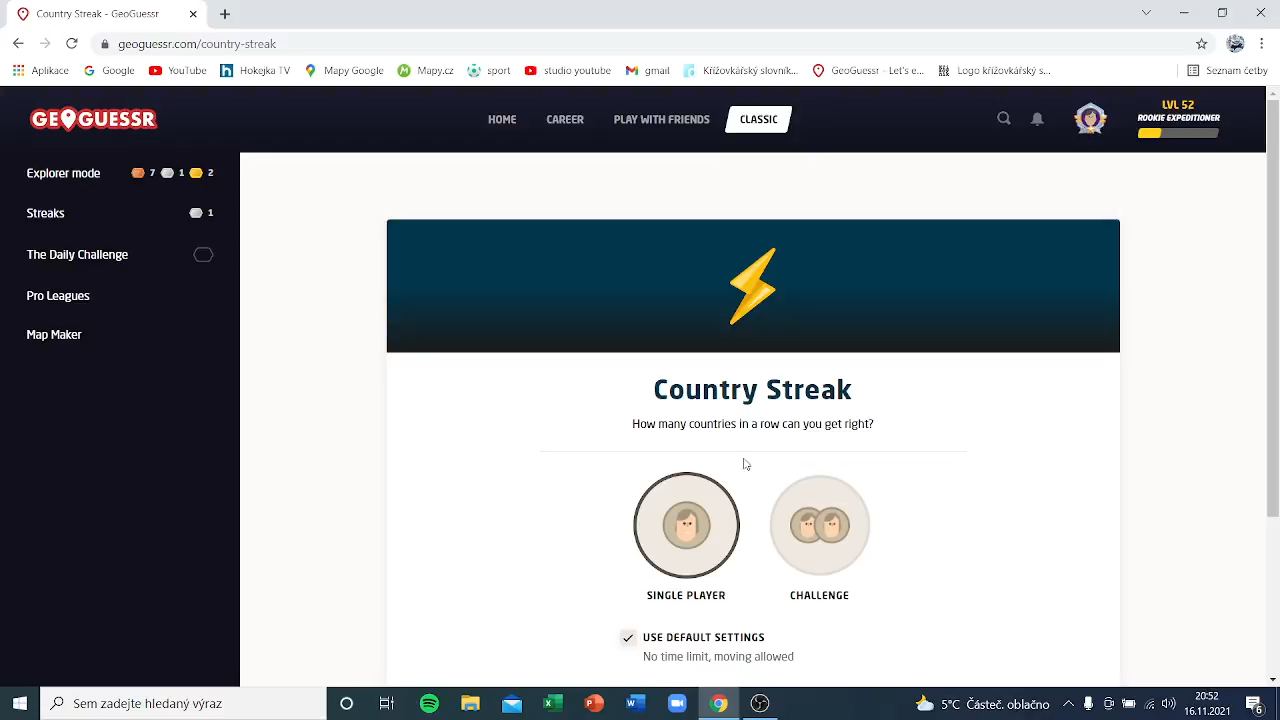 Country Streak - GeoGuessr
geoguessr.com/country-streak
Aplikace Google YouTube Hokejka TV Mapy Google Mapy.cz sport studio youtube gmail Křížovkářský slovník... GeoGuessr - Let's e... Logo křížovkářský s... Seznam četby
GEOGUESSR
HOME CAREER PLAY WITH FRIENDS CLASSIC
LVL 52
ROOKIE EXPEDITIONER
Explorer mode 7 1 2
Streaks 1
The Daily Challenge
Pro Leagues
Map Maker
Country Streak
How many countries in a row can you get right?
SINGLE PLAYER CHALLENGE
USE DEFAULT SETTINGS
No time limit, moving allowed
Sem zadejte hledaný výraz
5°C Částeč. oblačno
20:52
16.11.2021
6